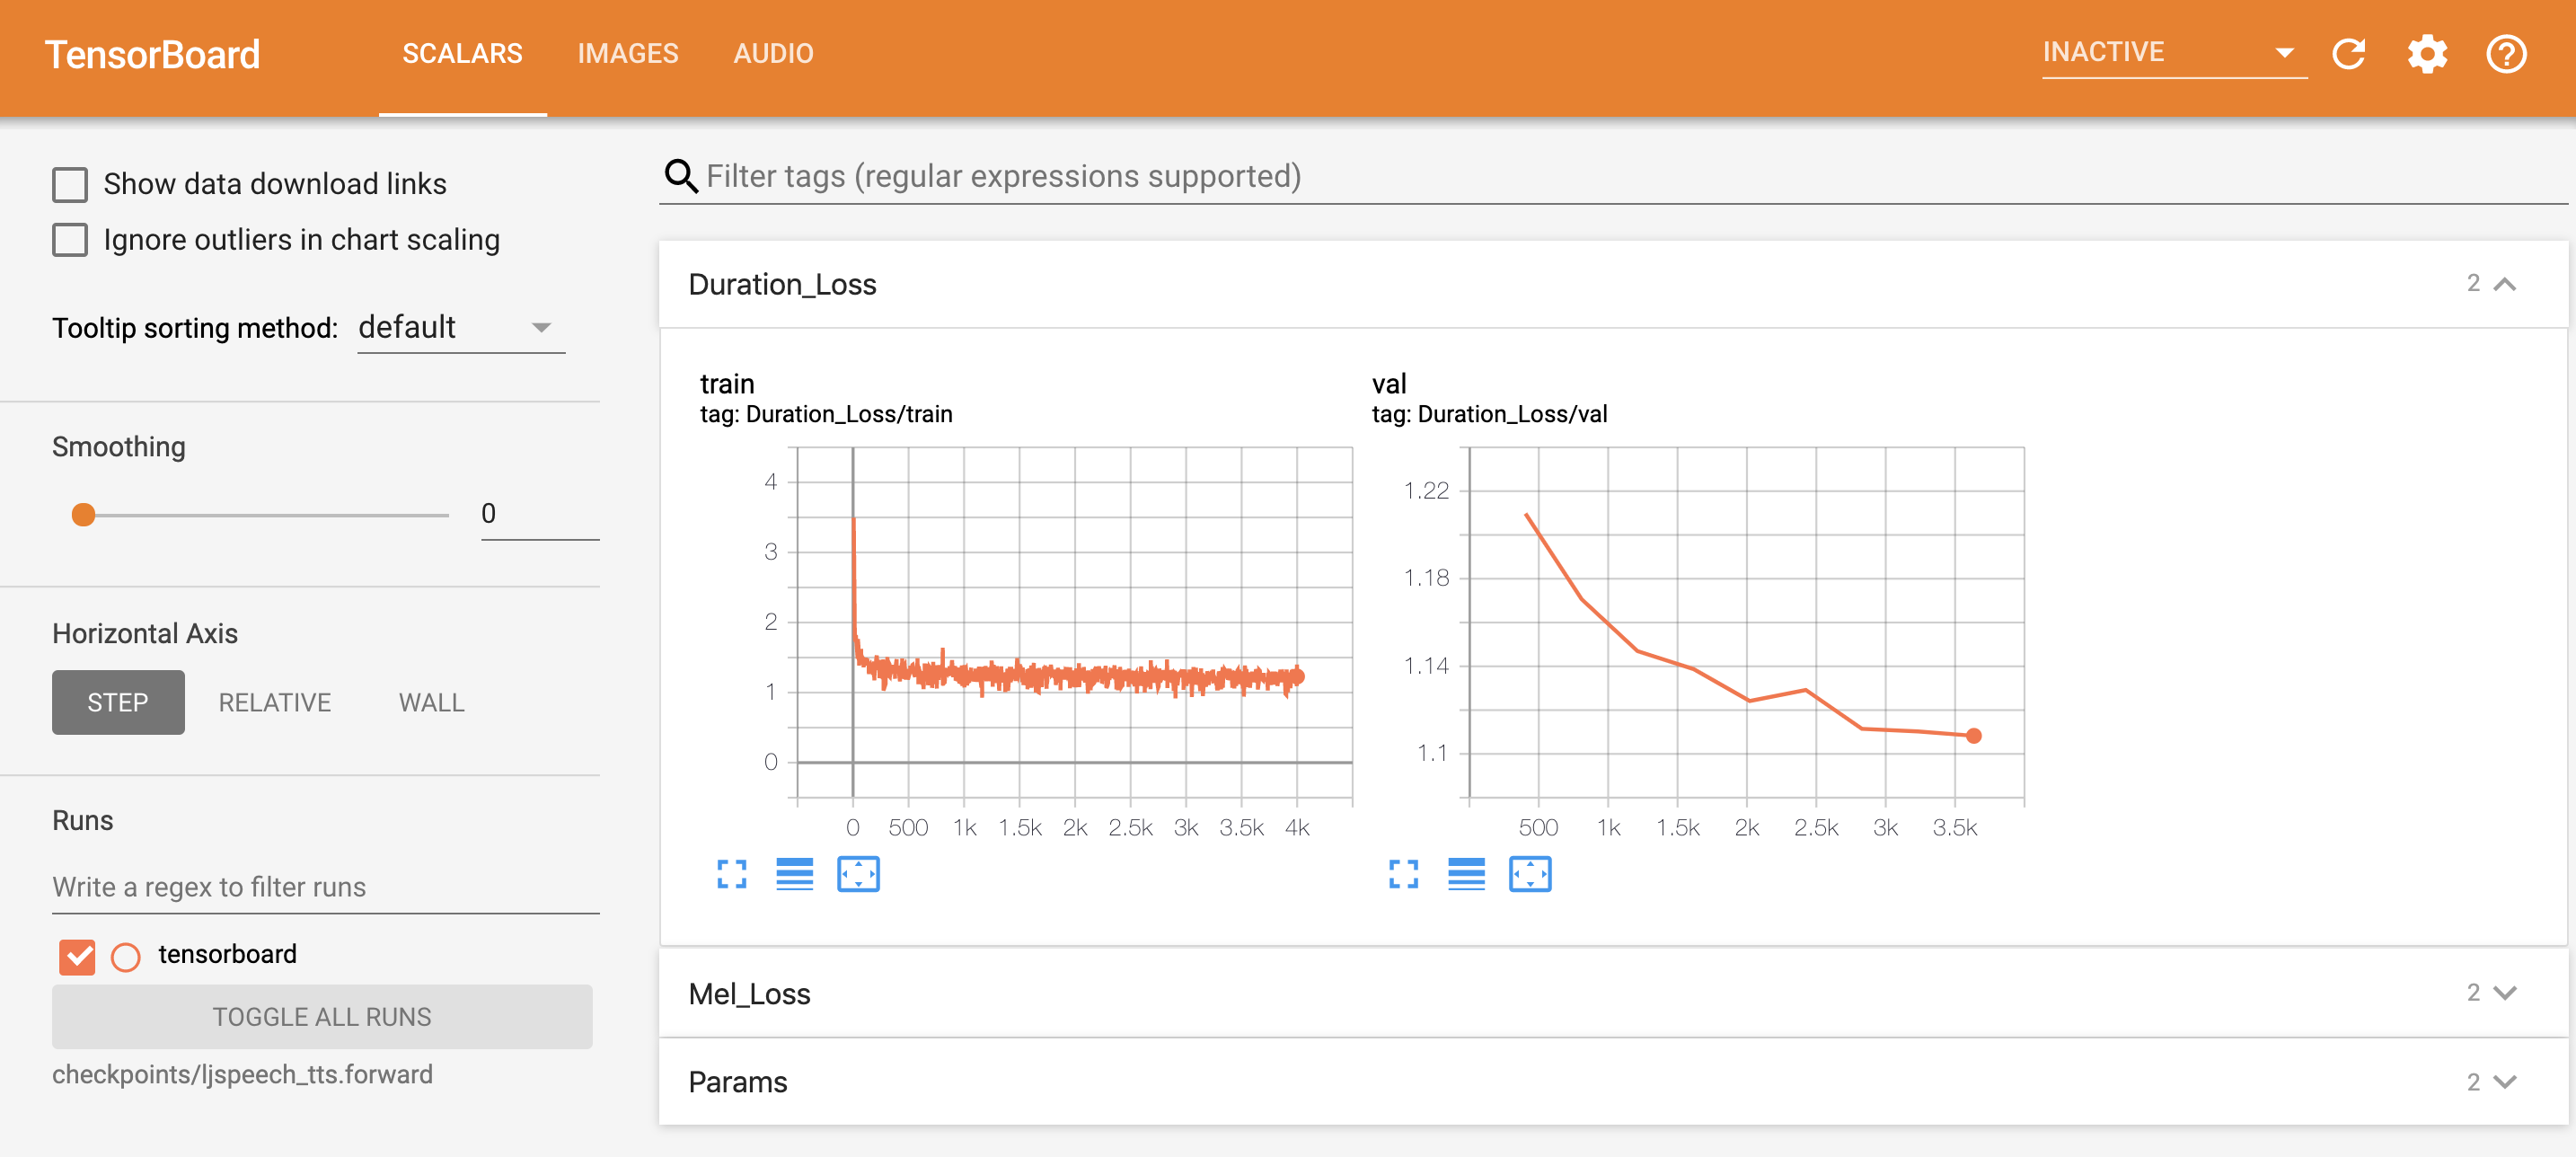 TensorBoard SCALARS IMAGES AUDIO INACTIVE
Show data download links
Ignore outliers in chart scaling
Tooltip sorting method: default
Smoothing
0
Horizontal Axis
STEP RELATIVE WALL
Runs
Write a regex to filter runs
tensorboard
TOGGLE ALL RUNS
checkpoints/ljspeech_tts.forward
Filter tags (regular expressions supported)
Duration_Loss 2
train
tag: Duration_Loss/train
4
3
2
1
0
0 500 1k 1.5k 2k 2.5k 3k 3.5k 4k
val
tag: Duration_Loss/val
1.22
1.18
1.14
1.1
500 1k 1.5k 2k 2.5k 3k 3.5k
Mel_Loss 2
Params 2